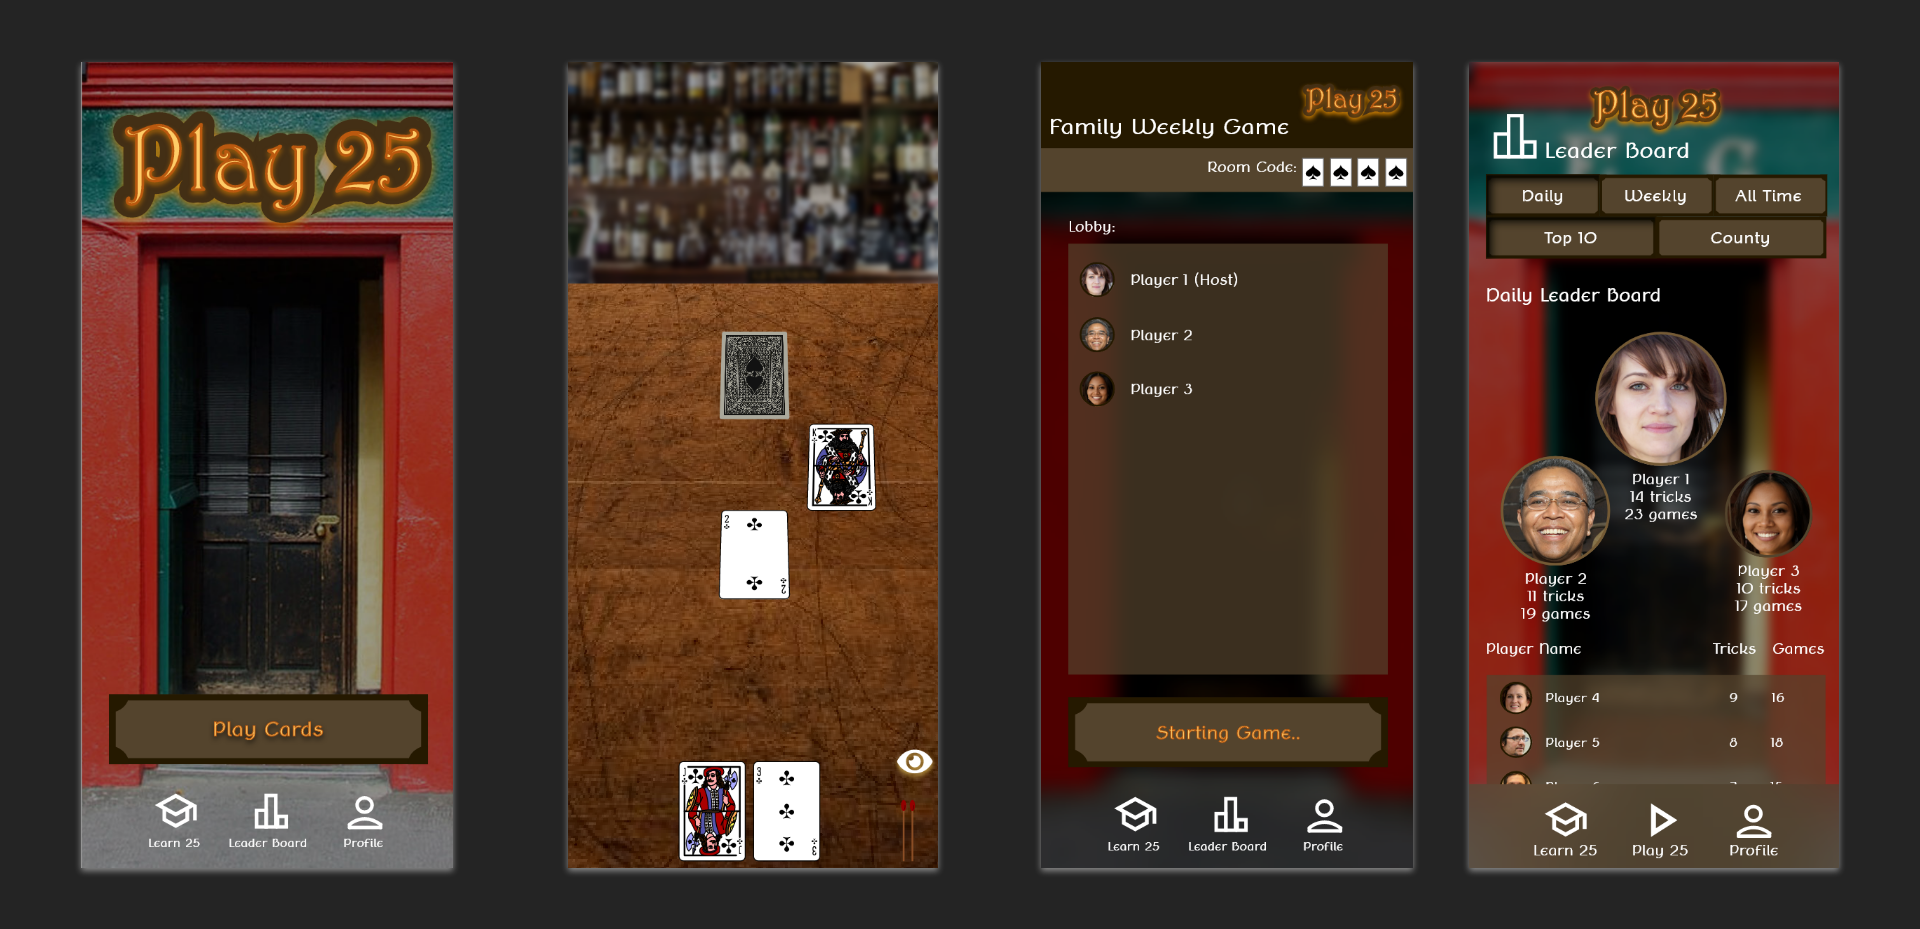 Play 25
Play Cards
Learn 25
Leader Board
Profile
K
K
2
2
J
J
3
3
Play 25
Family Weekly Game
Room Code:
Lobby:
Player 1 (Host)
Player 2
Player 3
Starting Game..
Learn 25
Leader Board
Profile
Play 25
Leader Board
Daily
Weekly
All Time
Top 10
County
Daily Leader Board
Player 1
14 tricks
23 games
Player 2
11 tricks
19 games
Player 3
10 tricks
17 games
Player Name
Tricks
Games
Player 4
9
16
Player 5
8
18
Learn 25
Play 25
Profile